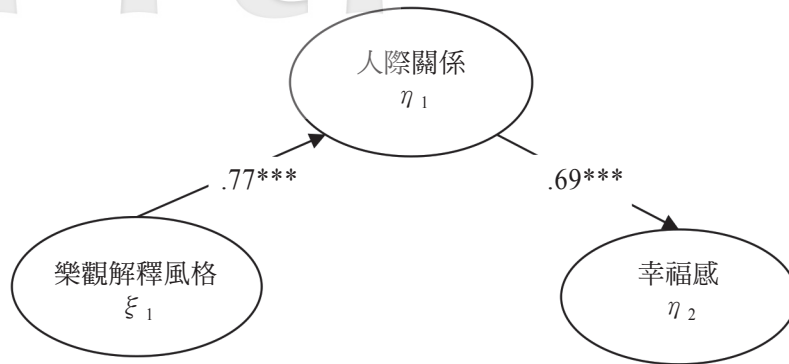 人際關係
η 1
.77***
.69***
樂觀解釋風格
ξ 1
幸福感
η 2